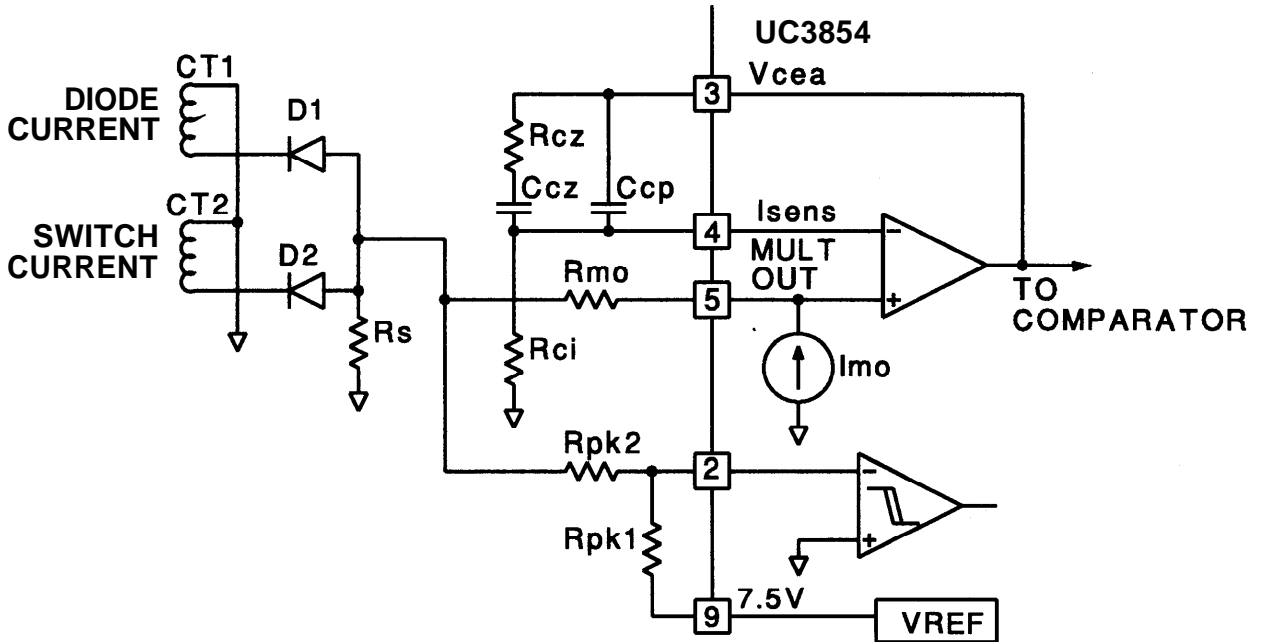 UC3854
CT1
DIODE
CURRENT
D1
3
Vcea
Rcz
Ccz
Ccp
CT2
SWITCH
CURRENT
D2
4
Isens
-
MULT
OUT
Rmo
5
+
TO
COMPARATOR
Rs
Rci
Imo
Rpk2
2
-
Rpk1
+
9
7.5V
VREF